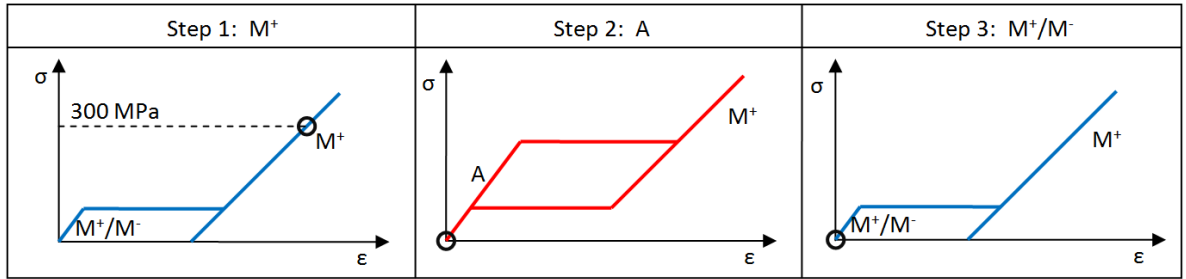 Step 1: M⁺
Step 2: A
Step 3: M⁺/M⁻
σ
300 MPa
M⁺
M⁺/M⁻
ε
σ
M⁺
A
ε
σ
M⁺
M⁺/M⁻
ε